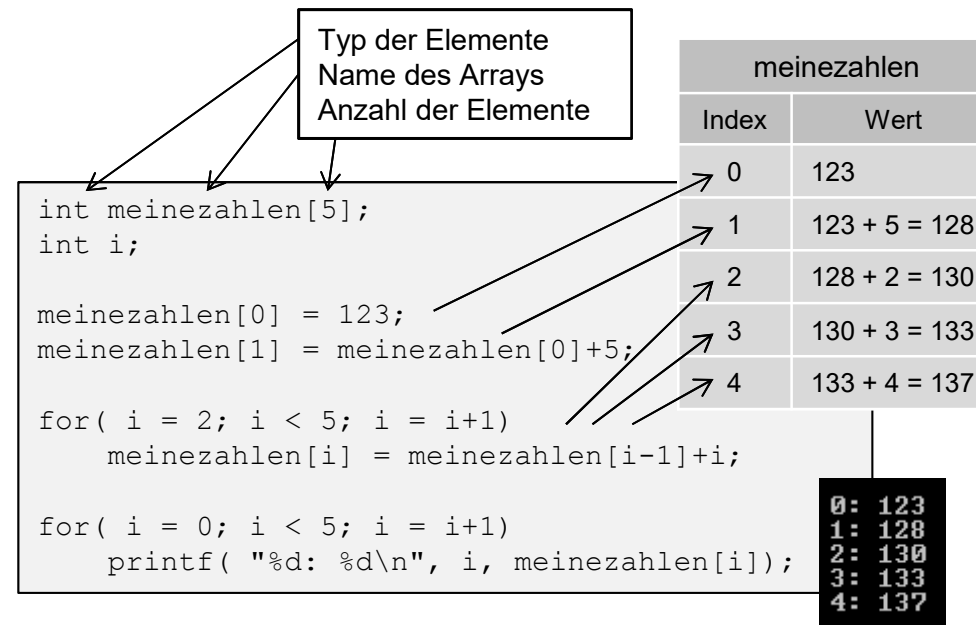 Typ der Elemente
Name des Arrays
Anzahl der Elemente
meinezahlen
Index Wert
0 123
1 123 + 5 = 128
2 128 + 2 = 130
3 130 + 3 = 133
4 133 + 4 = 137
int meinezahlen[5];
int i;
meinezahlen[0] = 123;
meinezahlen[1] = meinezahlen[0]+5;
for( i = 2; i < 5; i = i+1)
meinezahlen[i] = meinezahlen[i-1]+i;
for( i = 0; i < 5; i = i+1)
printf( "%d: %d\n", i, meinezahlen[i]);
0: 123
1: 128
2: 130
3: 133
4: 137